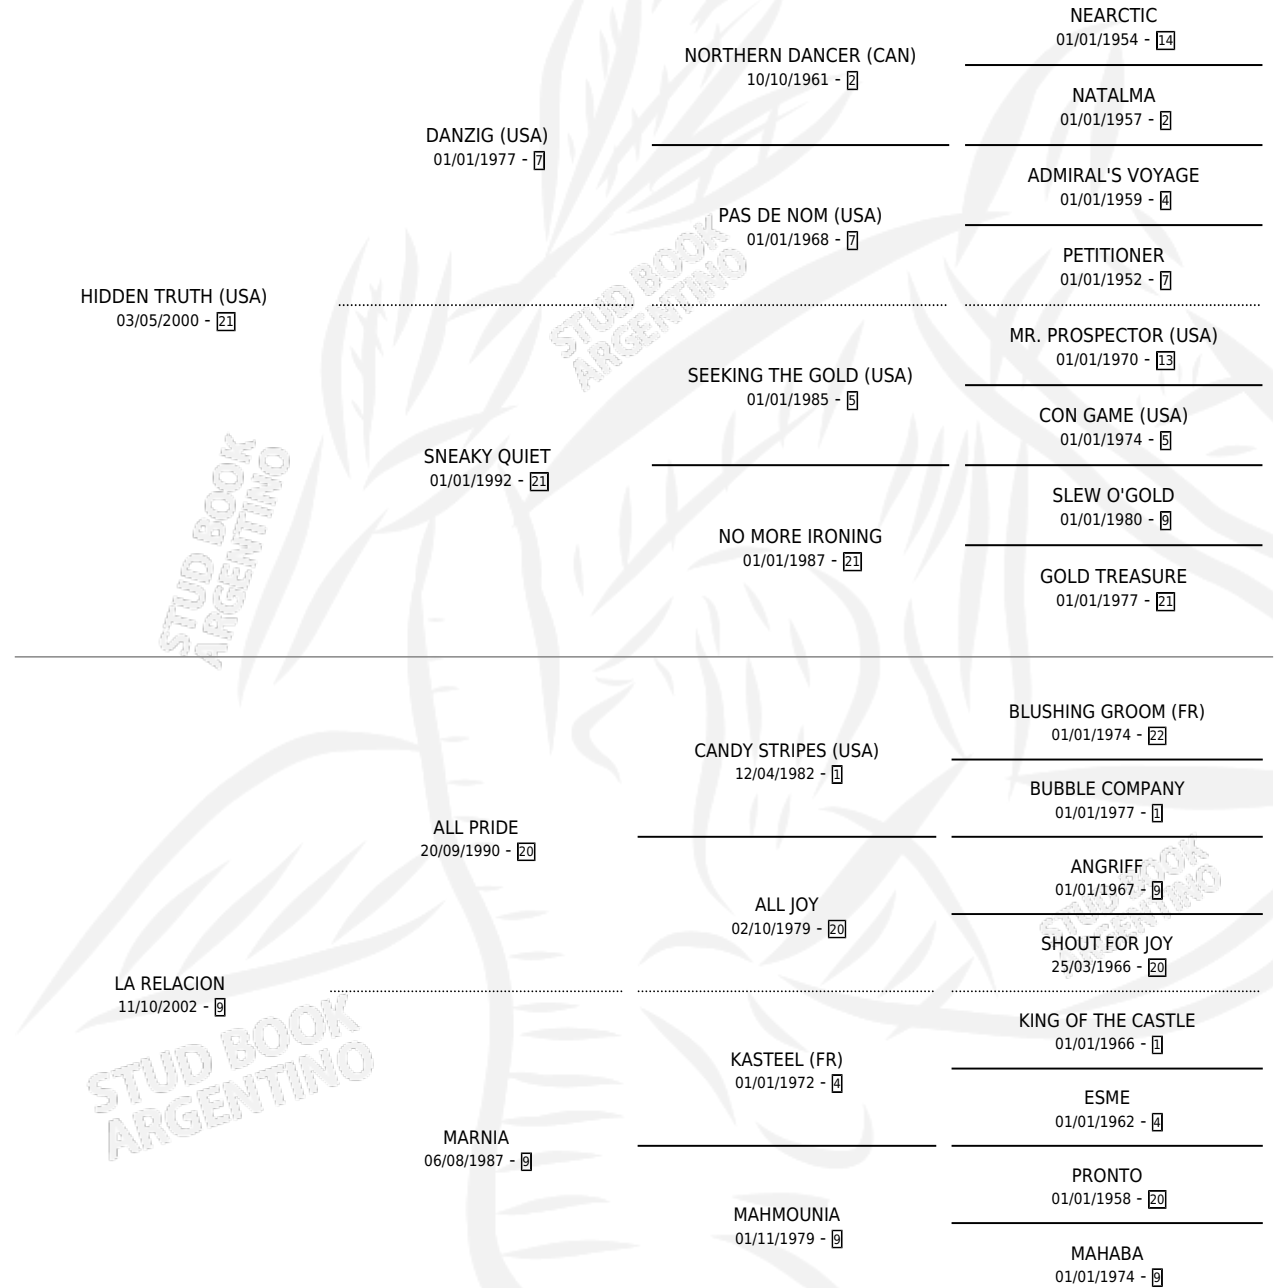 NEARCTIC
01/01/1954 - 14
NORTHERN DANCER (CAN)
10/10/1961 - 2
NATALMA
01/01/1957 - 2
DANZIG (USA)
01/01/1977 - 7
ADMIRAL'S VOYAGE
01/01/1959 - 4
PAS DE NOM (USA)
01/01/1968 - 7
PETITIONER
01/01/1952 - 7
HIDDEN TRUTH (USA)
03/05/2000 - 21
STUD BOOK
ARGENTINO
MR. PROSPECTOR (USA)
01/01/1970 - 13
SEEKING THE GOLD (USA)
01/01/1985 - 5
CON GAME (USA)
01/01/1974 - 5
SNEAKY QUIET
01/01/1992 - 21
SLEW O'GOLD
01/01/1980 - 9
NO MORE IRONING
01/01/1987 - 21
GOLD TREASURE
01/01/1977 - 21
STUD BOOK
ARGENTINO
BLUSHING GROOM (FR)
01/01/1974 - 22
CANDY STRIPES (USA)
12/04/1982 - 1
BUBBLE COMPANY
01/01/1977 - 1
ALL PRIDE
20/09/1990 - 20
ANGRIFF
01/01/1967 - 9
ALL JOY
02/10/1979 - 20
STUD BOOK
ARGENTINO
SHOUT FOR JOY
25/03/1966 - 20
LA RELACION
11/10/2002 - 9
KING OF THE CASTLE
01/01/1966 - 1
KASTEEL (FR)
01/01/1972 - 4
ESME
01/01/1962 - 4
STUD BOOK
ARGENTINO
MARNIA
06/08/1987 - 9
PRONTO
01/01/1958 - 20
MAHMOUNIA
01/11/1979 - 9
MAHABA
01/01/1974 - 9